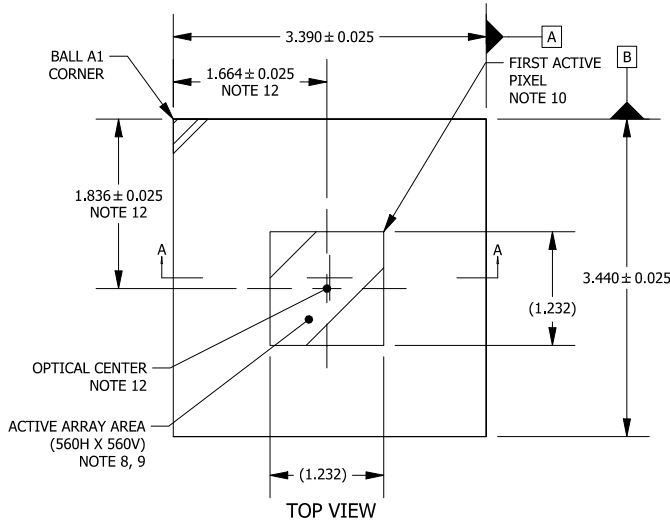 3.390 ± 0.025
A
B
BALL A1
CORNER
1.664 ± 0.025
NOTE 12
FIRST ACTIVE
PIXEL
NOTE 10
1.836 ± 0.025
NOTE 12
A
A
3.440 ± 0.025
(1.232)
OPTICAL CENTER
NOTE 12
ACTIVE ARRAY AREA
(560H X 560V)
NOTE 8, 9
(1.232)
TOP VIEW